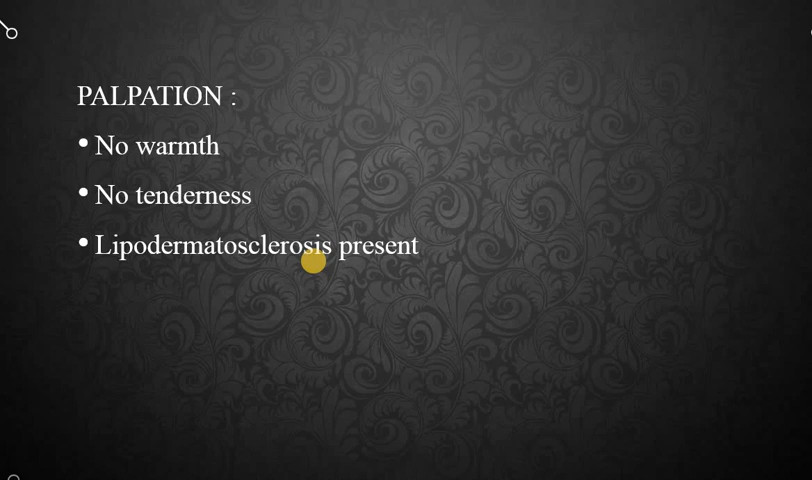 PALPATION :
• No warmth
• No tenderness
• Lipodermatosclerosis present